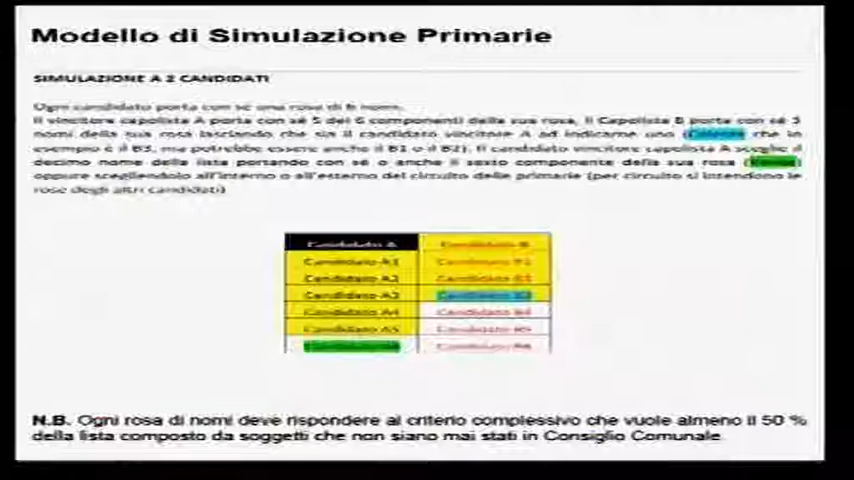 Modello di Simulazione Primarie
SIMULAZIONE A 2 CANDIDATI
Ogni candidato porta con sé una rosa di 6 nomi.
Il vincitore capolista A porta con sé 5 dei 6 componenti della sua rosa, il Capolista B porta con sé 3
nomi della sua rosa lasciando che sia il candidato vincitore A ad indicarne uno (Celeste che in
esempio è il B3, ma potrebbe essere anche il B1 o il B2). Il candidato vincitore capolista A sceglie il
decimo nome della lista portando con sé o anche il sesto componente della sua rosa
oppure scegliendolo all'interno o all'esterno del circuito delle primarie (per circuito si intendono le
rose degli altri candidati)
Candidato A Candidato B
Candidato A1 Candidato B1
Candidato A2 Candidato B2
Candidato A3 Candidato B3
Candidato A4 Candidato B4
Candidato A5 Candidato B5
Candidato B6
N.B. Ogni rosa di nomi deve rispondere al criterio complessivo che vuole almeno il 50 %
della lista composto da soggetti che non siano mai stati in Consiglio Comunale.